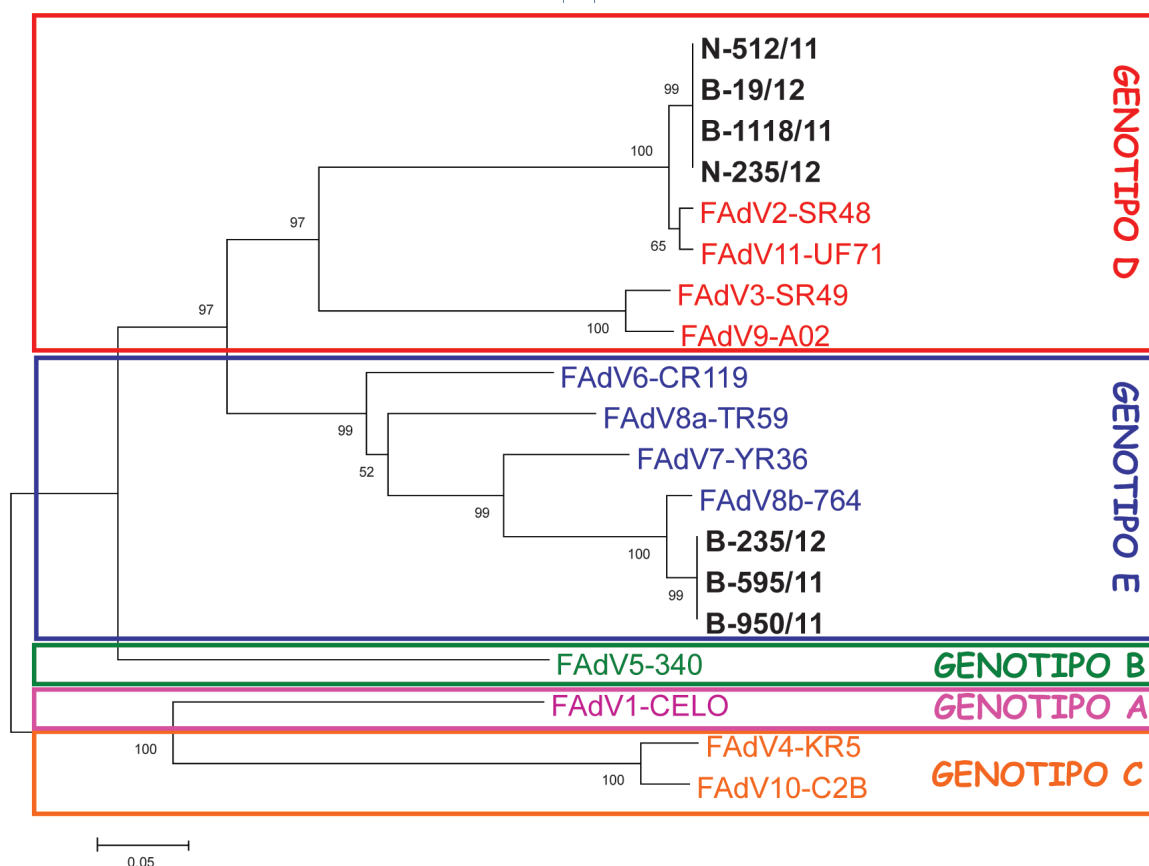 N-512/11
99
B-19/12
B-1118/11
100
N-235/12
FAdV2-SR48
97
65
FAdV11-UF71
FAdV3-SR49
97
100
FAdV9-A02
GENOTIPO D
FAdV6-CR119
FAdV8a-TR59
99
FAdV7-YR36
52
FAdV8b-764
99
B-235/12
100
B-595/11
99
B-950/11
GENOTIPO E
FAdV5-340
GENOTIPO B
FAdV1-CELO
GENOTIPO A
100
FAdV4-KR5
100
FAdV10-C2B
GENOTIPO C
0.05